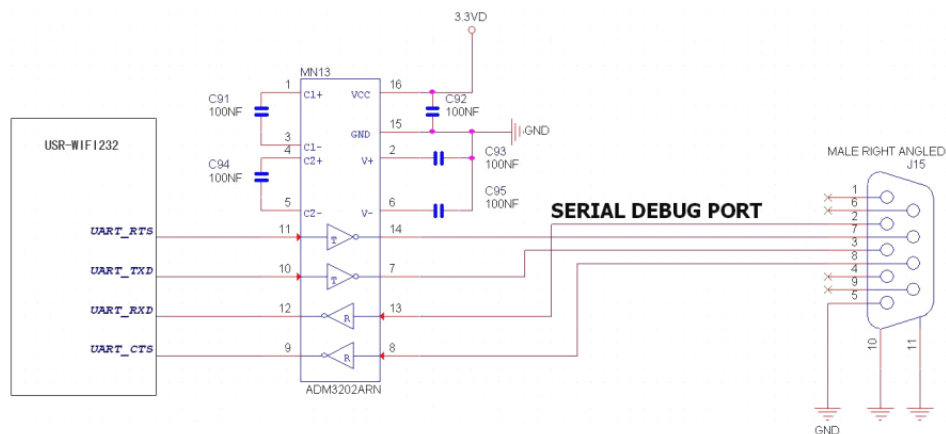 3.3VD
MN13
1
C1+
VCC
16
C91
100NF
C92
100NF
3
C1-
GND
15
GND
4
C2+
V+
2
C93
100NF
C94
100NF
5
C2-
V-
6
C95
100NF
USR-WIFI232
UART_RTS
11
T
14
UART_TXD
10
T
7
UART_RXD
12
R
13
UART_CTS
9
R
8
ADM3202ARN
SERIAL DEBUG PORT
MALE RIGHT ANGLED
J15
1
6
2
7
3
8
4
9
5
10
11
GND